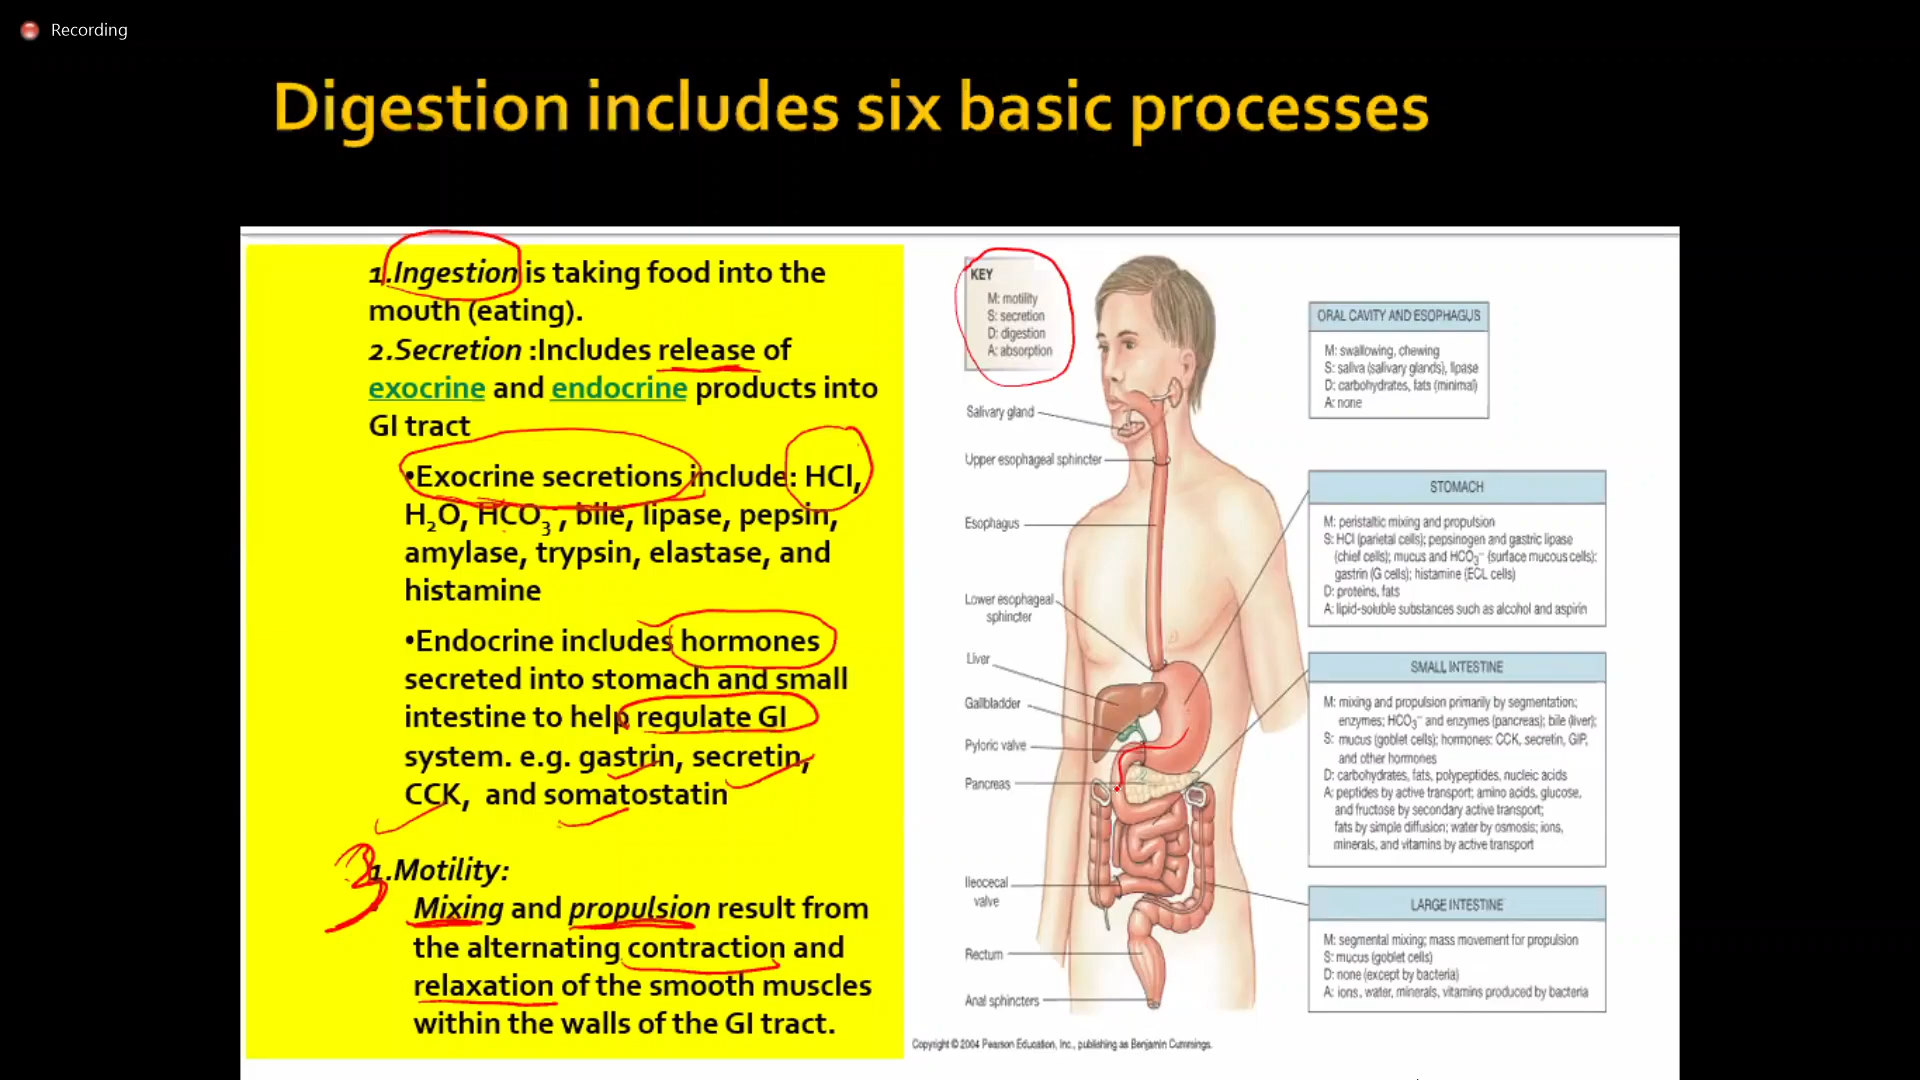 Recording
Digestion includes six basic processes
1.Ingestion is taking food into the
mouth (eating).
2.Secretion :Includes release of
exocrine and endocrine products into
GI tract
•Exocrine secretions include: HCl,
H₂O, HCO₃⁻, bile, lipase, pepsin,
amylase, trypsin, elastase, and
histamine
•Endocrine includes hormones
secreted into stomach and small
intestine to help regulate GI
system. e.g. gastrin, secretin,
CCK, and somatostatin
3
1.Motility:
Mixing and propulsion result from
the alternating contraction and
relaxation of the smooth muscles
within the walls of the GI tract.
KEY
M: motility
S: secretion
D: digestion
A: absorption
Salivary gland
Upper esophageal sphincter
Esophagus
Lower esophageal
sphincter
Liver
Gallbladder
Pyloric valve
Pancreas
Ileocecal
valve
Rectum
Anal sphincters
ORAL CAVITY AND ESOPHAGUS
M: swallowing, chewing
S: saliva (salivary glands), lipase
D: carbohydrates, fats (minimal)
A: none
STOMACH
M: peristaltic mixing and propulsion
S: HCl (parietal cells); pepsinogen and gastric lipase
(chief cells); mucus and HCO₃⁻ (surface mucous cells);
gastrin (G cells); histamine (ECL cells)
D: proteins, fats
A: lipid-soluble substances such as alcohol and aspirin
SMALL INTESTINE
M: mixing and propulsion primarily by segmentation;
enzymes; HCO₃⁻ and enzymes (pancreas); bile (liver);
S: mucus (goblet cells); hormones: CCK, secretin, GIP,
and other hormones
D: carbohydrates, fats, polypeptides, nucleic acids
A: peptides by active transport; amino acids, glucose,
and fructose by secondary active transport;
fats by simple diffusion; water by osmosis; ions,
minerals, and vitamins by active transport
LARGE INTESTINE
M: segmental mixing; mass movement for propulsion
S: mucus (goblet cells)
D: none (except by bacteria)
A: ions, water, minerals, vitamins produced by bacteria
Copyright © 2004 Pearson Education, Inc., publishing as Benjamin Cummings.